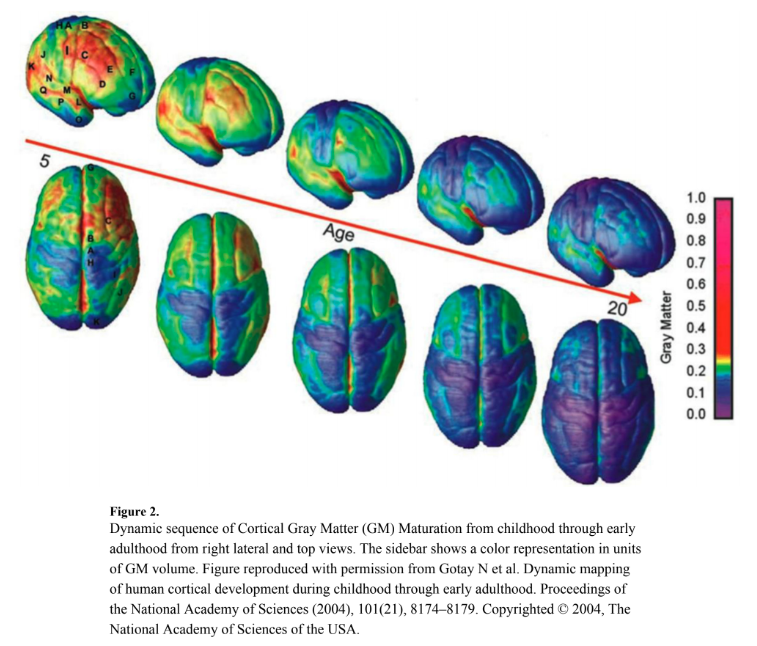 H A B
I
J
C
K
E
F
N
D
Q
M
G
P
L
O
5
G
C
B
A
H
I
J
K
Age
20
Gray Matter
1.0
0.9
0.8
0.7
0.6
0.5
0.4
0.3
0.2
0.1
0.0
Figure 2.
Dynamic sequence of Cortical Gray Matter (GM) Maturation from childhood through early
adulthood from right lateral and top views. The sidebar shows a color representation in units
of GM volume. Figure reproduced with permission from Gotay N et al. Dynamic mapping
of human cortical development during childhood through early adulthood. Proceedings of
the National Academy of Sciences (2004), 101(21), 8174–8179. Copyrighted © 2004, The
National Academy of Sciences of the USA.